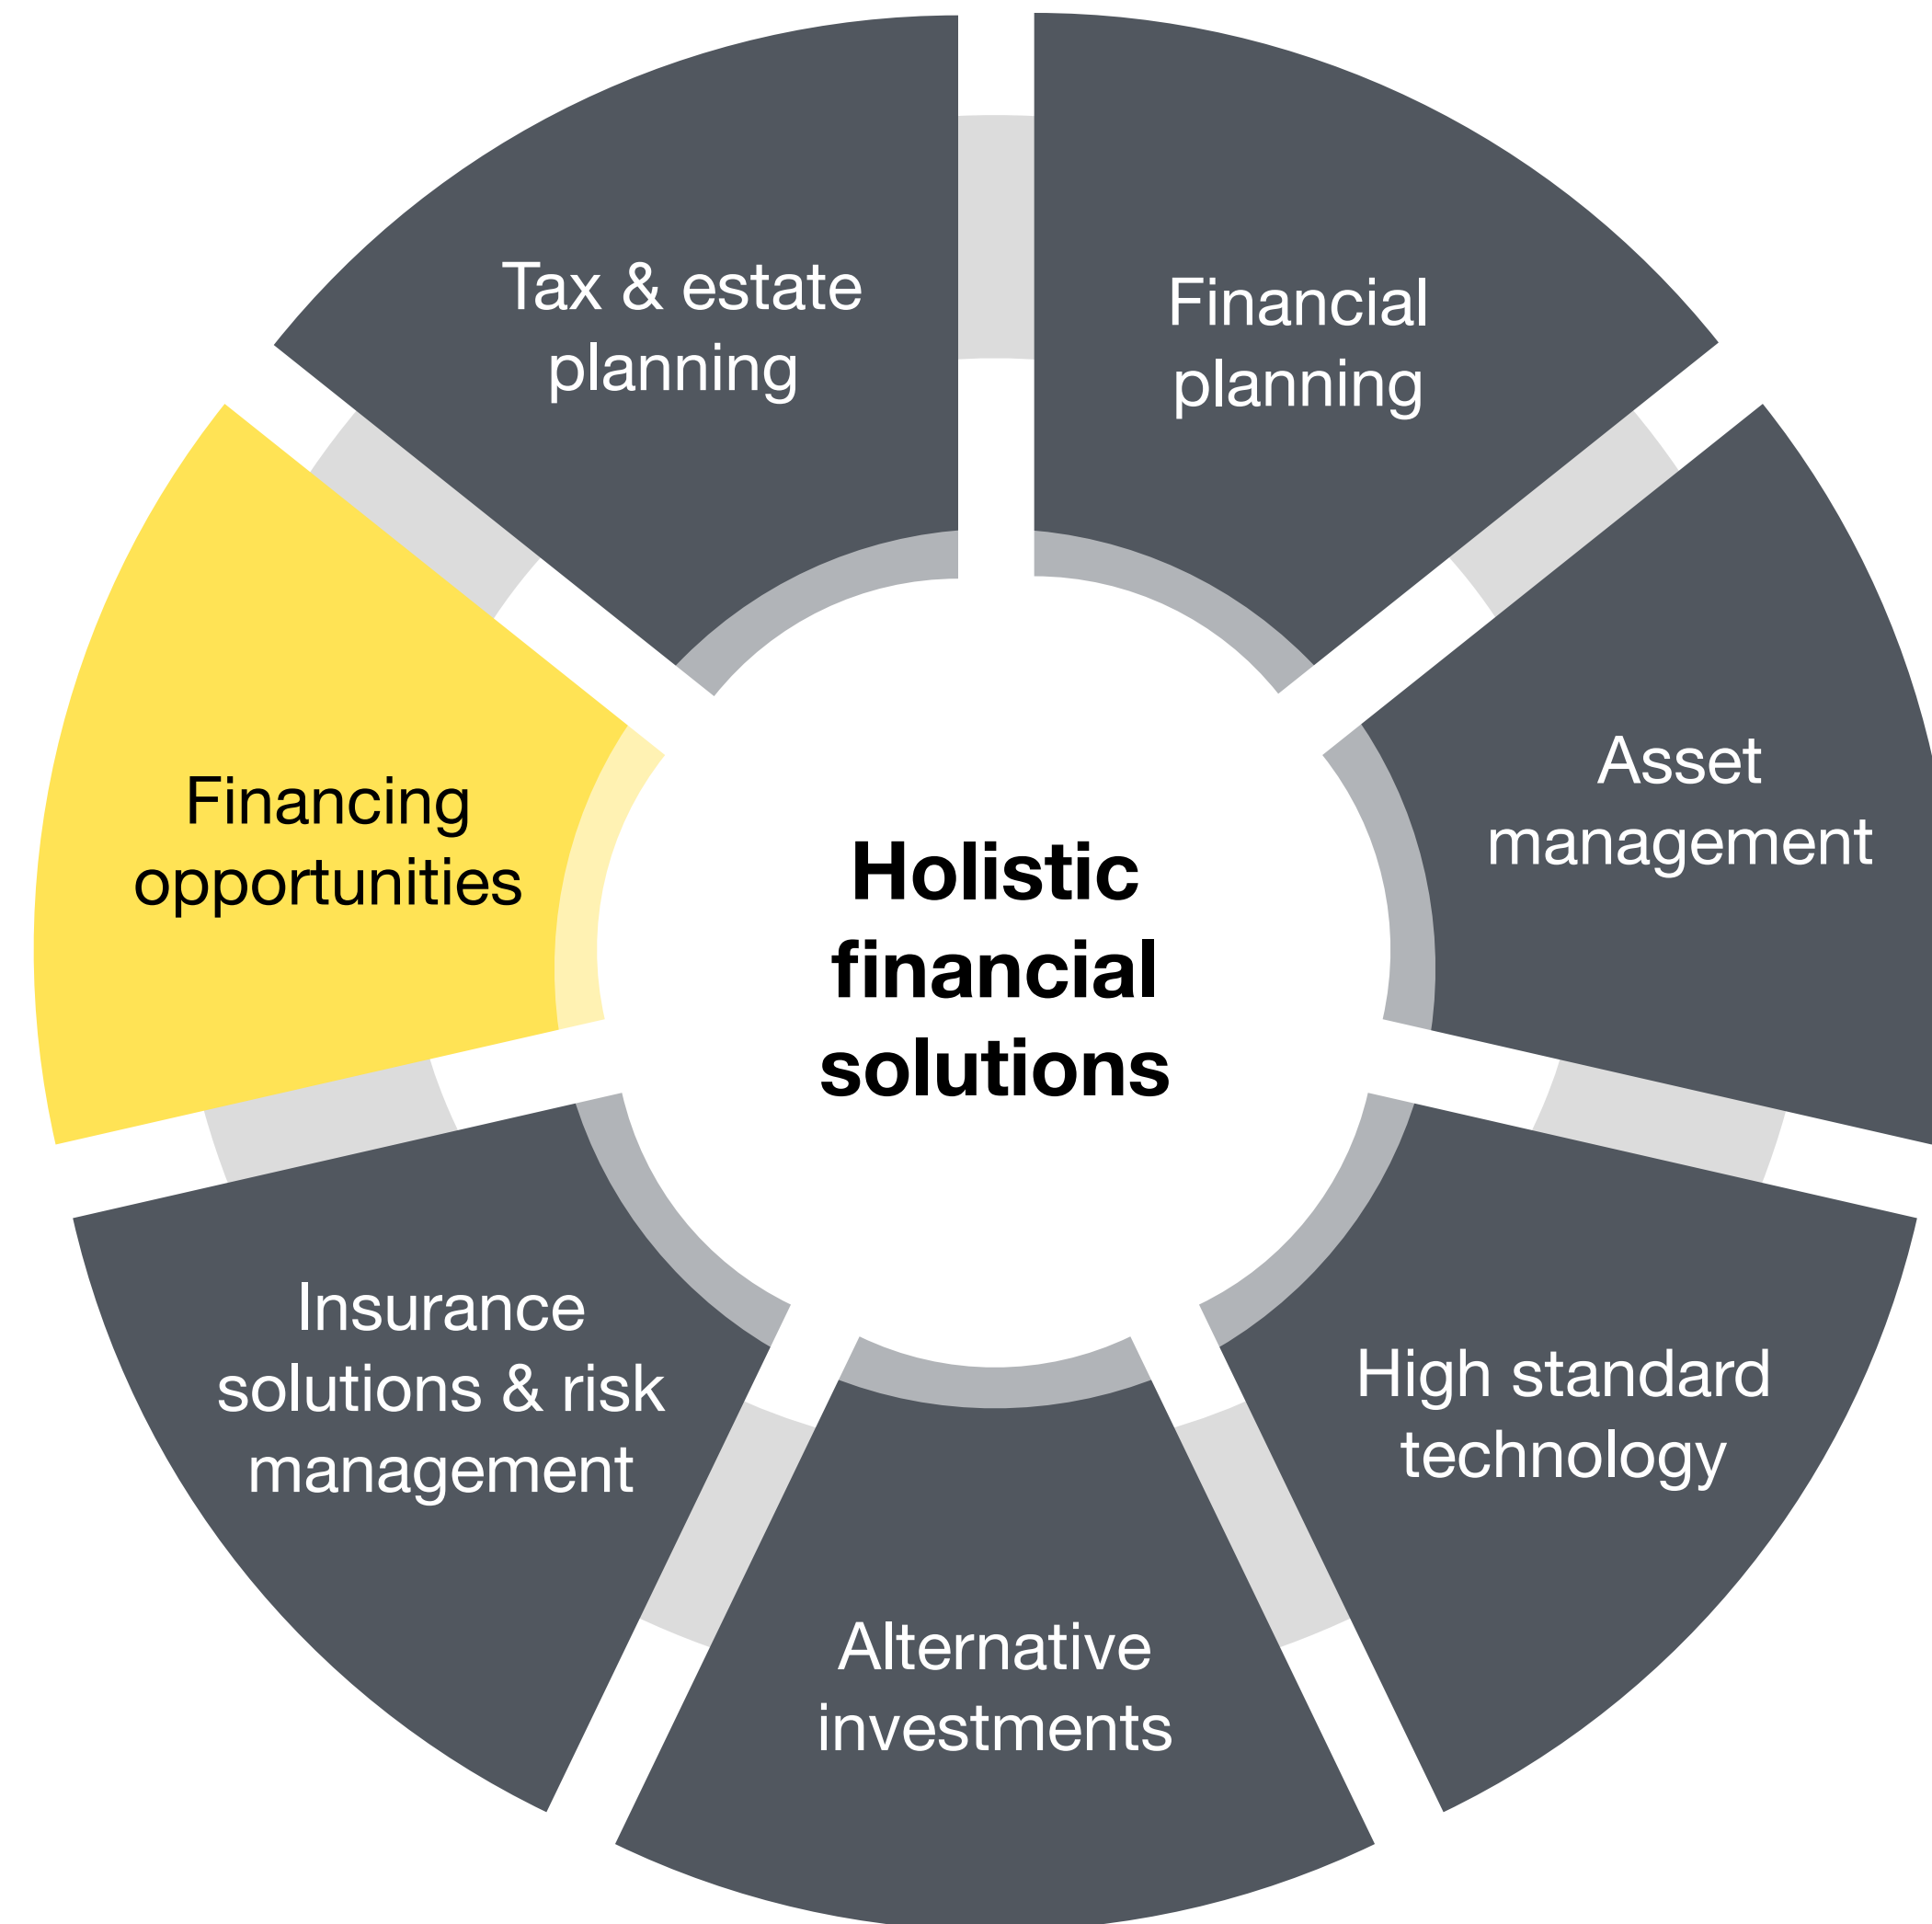 Tax & estate
planning
Financial
planning
Asset
management
High standard
technology
Alternative
investments
Insurance
solutions & risk
management
Financing
opportunities
Holistic
financial
solutions